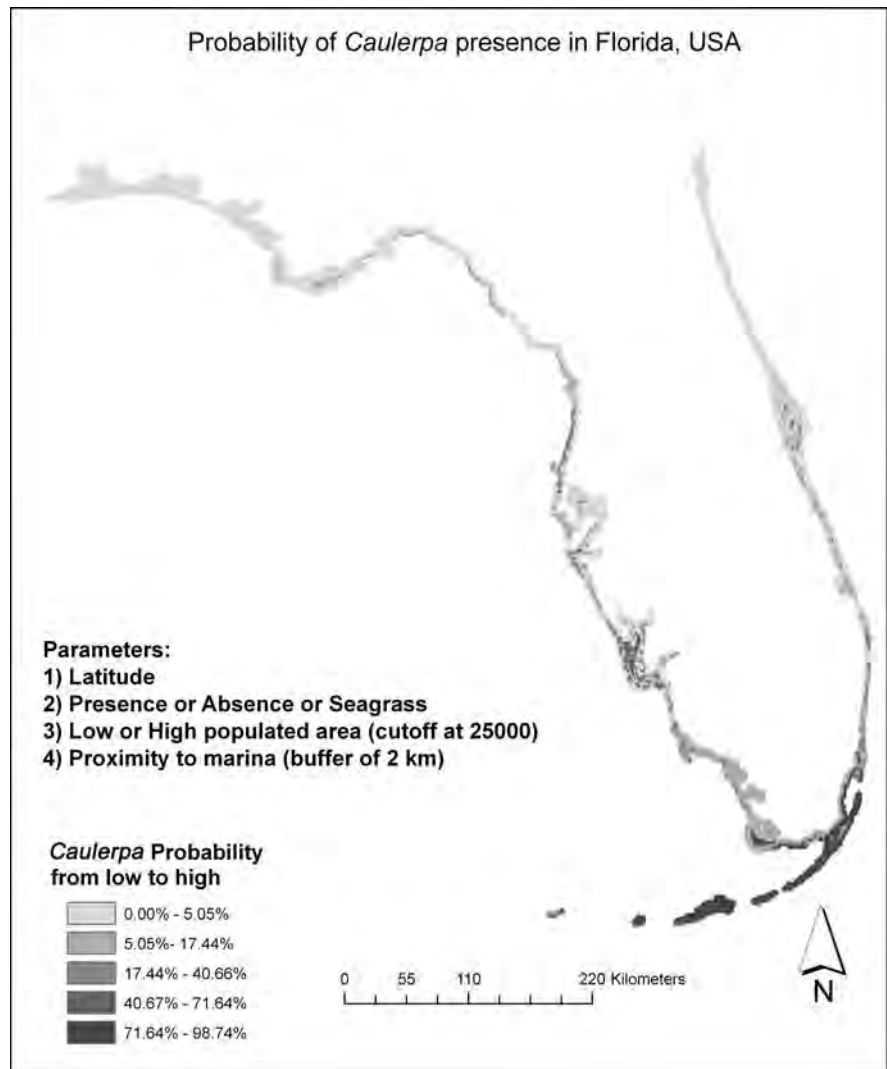 Probability of Caulerpa presence in Florida, USA
Parameters:
1) Latitude
2) Presence or Absence or Seagrass
3) Low or High populated area (cutoff at 25000)
4) Proximity to marina (buffer of 2 km)
Caulerpa Probability
from low to high
0.00% - 5.05%
5.05%- 17.44%
17.44% - 40.66%
40.67% - 71.64%
71.64% - 98.74%
0 55 110 220 Kilometers
N